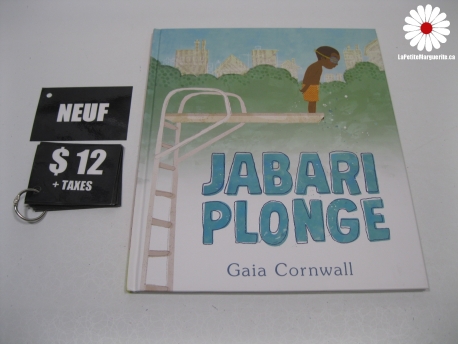 LaPetiteMarguerite.ca
NEUF
$ 12
+ TAXES
JABARI
PLONGE
Gaia Cornwall